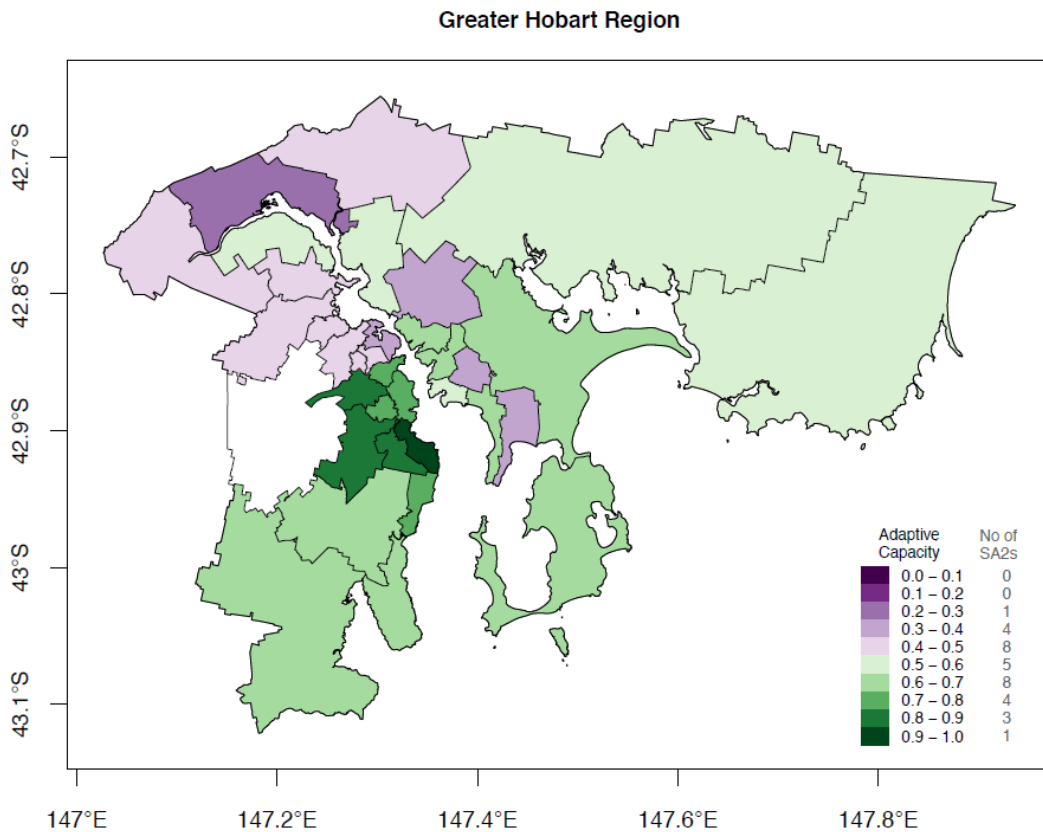 Greater Hobart Region
42.7°S
42.8°S
42.9°S
43°S
43.1°S
Adaptive Capacity No of SA2s
0.0 – 0.1 0
0.1 – 0.2 0
0.2 – 0.3 1
0.3 – 0.4 4
0.4 – 0.5 8
0.5 – 0.6 5
0.6 – 0.7 8
0.7 – 0.8 4
0.8 – 0.9 3
0.9 – 1.0 1
147°E 147.2°E 147.4°E 147.6°E 147.8°E